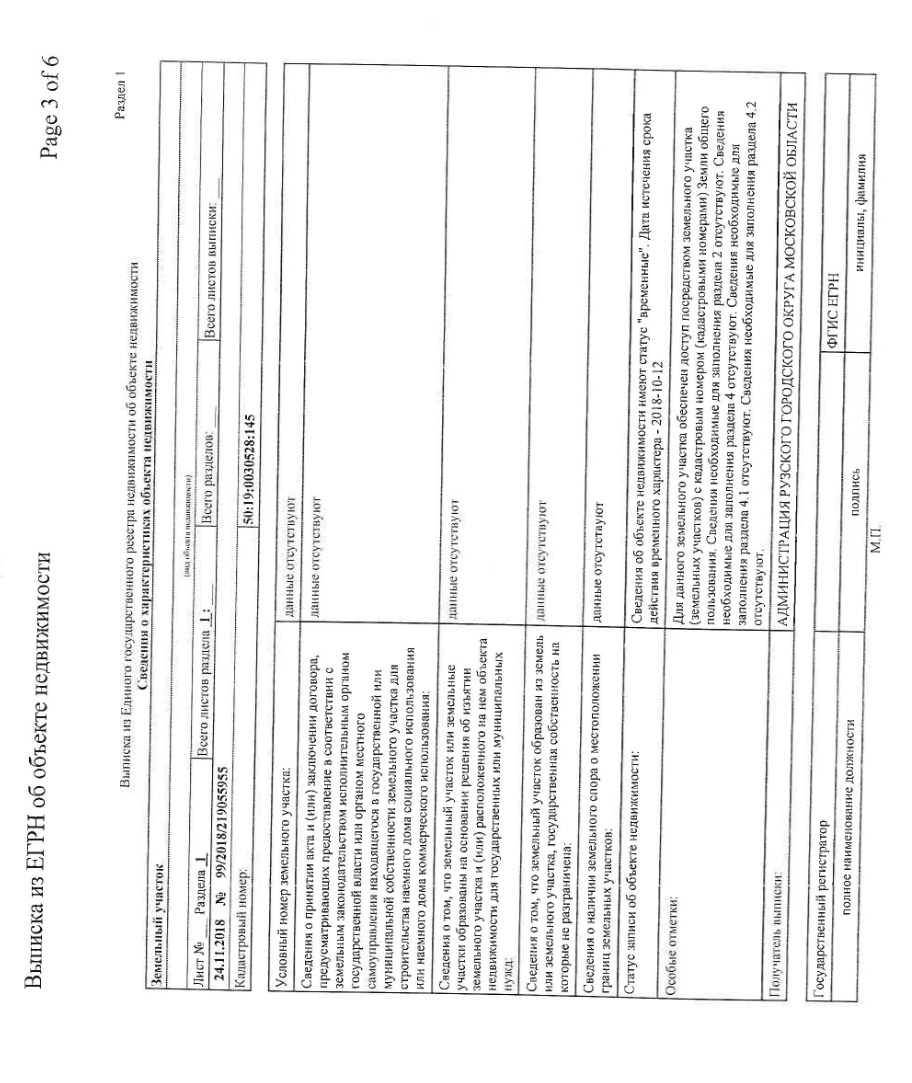 Выписка из ЕГРН об объекте недвижимости
Page 3 of 6
Раздел 1
Выписка из Единого государственного реестра недвижимости об объекте недвижимости
Сведения о характеристиках объекта недвижимости
Земельный участок
(вид объекта недвижимости)
Лист № __ Раздела 1
Всего листов раздела 1: __
Всего разделов: __
Всего листов выписки: __
24.11.2018 № 99/2018/219055955
Кадастровый номер:
50:19:0030528:145
Условный номер земельного участка:
данные отсутствуют
Сведения о принятии акта и (или) заключении договора,
предусматривающих предоставление в соответствии с
земельным законодательством исполнительным органом
государственной власти или органом местного
самоуправления находящегося в государственной или
муниципальной собственности земельного участка для
строительства наемного дома социального использования
или наемного дома коммерческого использования:
данные отсутствуют
Сведения о том, что земельный участок или земельные
участки образованы на основании решения об изъятии
земельного участка и (или) расположенного на нем объекта
недвижимости для государственных или муниципальных
нужд:
данные отсутствуют
Сведения о том, что земельный участок образован из земель
или земельного участка, государственная собственность на
которые не разграничена:
данные отсутствуют
Сведения о наличии земельного спора о местоположении
границ земельных участков:
данные отсутствуют
Статус записи об объекте недвижимости:
Сведения об объекте недвижимости имеют статус "временные". Дата истечения срока
действия временного характера - 2018-10-12
Особые отметки:
Для данного земельного участка обеспечен доступ посредством земельного участка
(земельных участков) с кадастровым номером (кадастровыми номерами) Земли общего
пользования. Сведения необходимые для заполнения раздела 2 отсутствуют. Сведения
необходимые для заполнения раздела 4 отсутствуют. Сведения необходимые для
заполнения раздела 4.1 отсутствуют. Сведения необходимые для заполнения раздела 4.2
отсутствуют.
Получатель выписки:
АДМИНИСТРАЦИЯ РУЗСКОГО ГОРОДСКОГО ОКРУГА МОСКОВСКОЙ ОБЛАСТИ
Государственный регистратор
ФГИС ЕГРН
полное наименование должности
подпись
инициалы, фамилия
М.П.